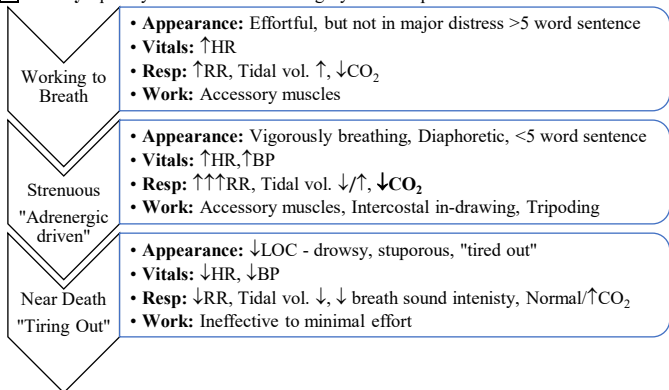 • Appearance: Effortful, but not in major distress >5 word sentence
• Vitals: ↑HR
• Resp: ↑RR, Tidal vol. ↑, ↓CO₂
• Work: Accessory muscles
Working to
Breath
• Appearance: Vigorously breathing, Diaphoretic, <5 word sentence
• Vitals: ↑HR,↑BP
• Resp: ↑↑↑RR, Tidal vol. ↓/↑, ↓CO₂
• Work: Accessory muscles, Intercostal in-drawing, Tripoding
Strenuous
"Adrenergic
driven"
• Appearance: ↓LOC - drowsy, stuporous, "tired out"
• Vitals: ↓HR, ↓BP
• Resp: ↓RR, Tidal vol. ↓, ↓ breath sound intenisty, Normal/↑CO₂
• Work: Ineffective to minimal effort
Near Death
"Tiring Out"